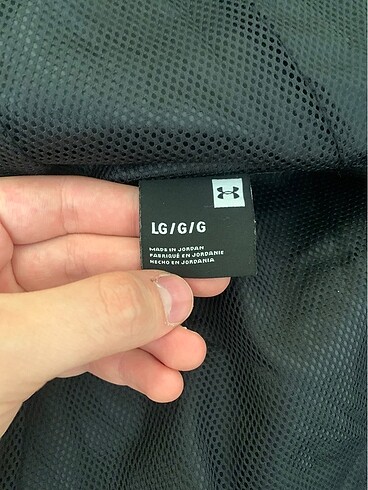 LG/G/G
MADE IN JORDAN
FABRIQUÉ EN JORDANIE
HECHO EN JORDANIA